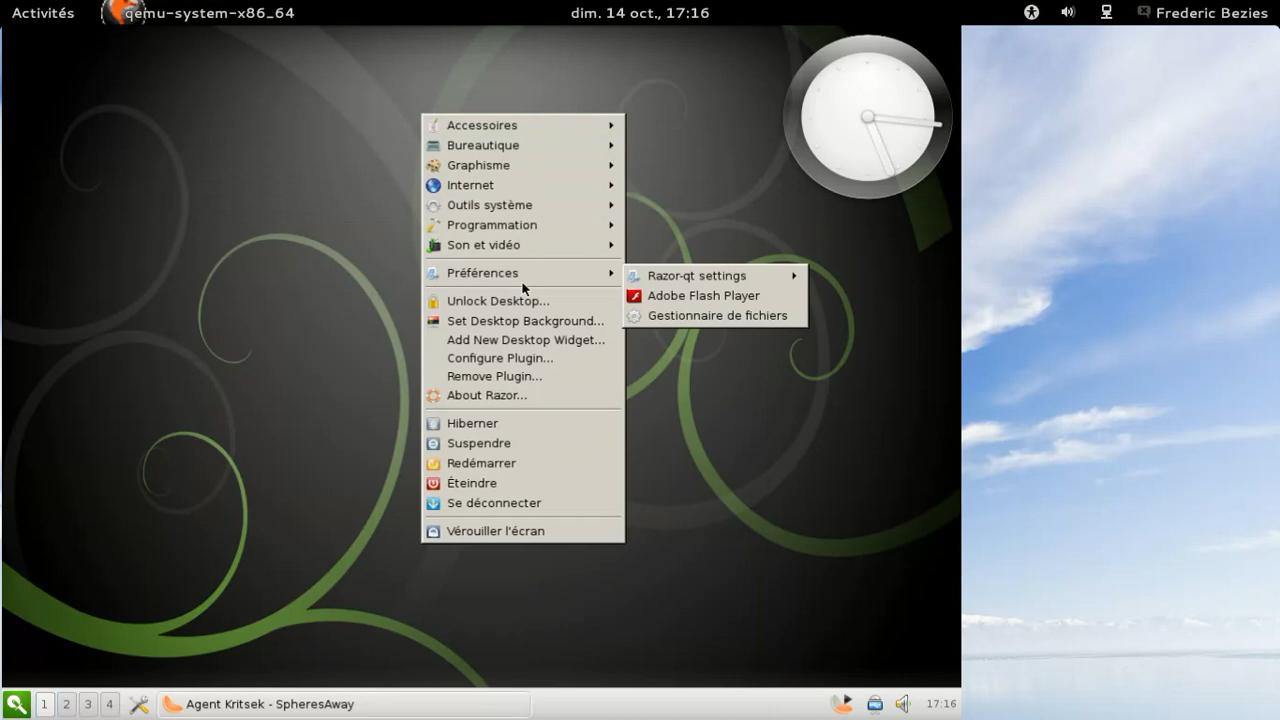 Activités
qemu-system-x86_64
dim. 14 oct., 17:16
Frederic Bezies
Accessoires
Bureautique
Graphisme
Internet
Outils système
Programmation
Son et vidéo
Préférences
Razor-qt settings
Adobe Flash Player
Gestionnaire de fichiers
Unlock Desktop...
Set Desktop Background...
Add New Desktop Widget...
Configure Plugin...
Remove Plugin...
About Razor...
Hiberner
Suspendre
Redémarrer
Éteindre
Se déconnecter
Vérouiller l'écran
1 2 3 4
Agent Kritsek - SpheresAway
17:16